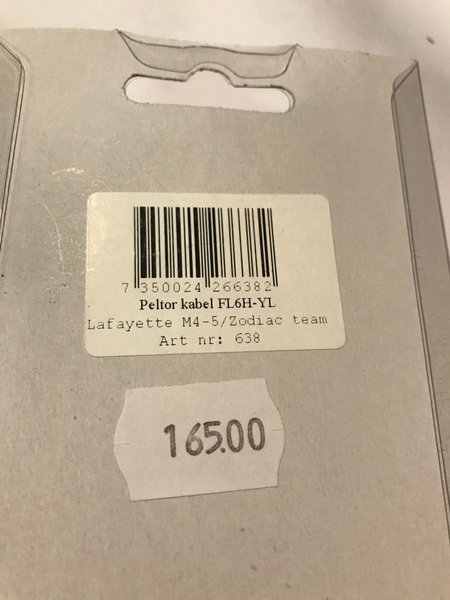 7 350024 266382
Peltor kabel FL6H-YL
Lafayette M4-5/Zodiac team
Art nr: 638
165.00